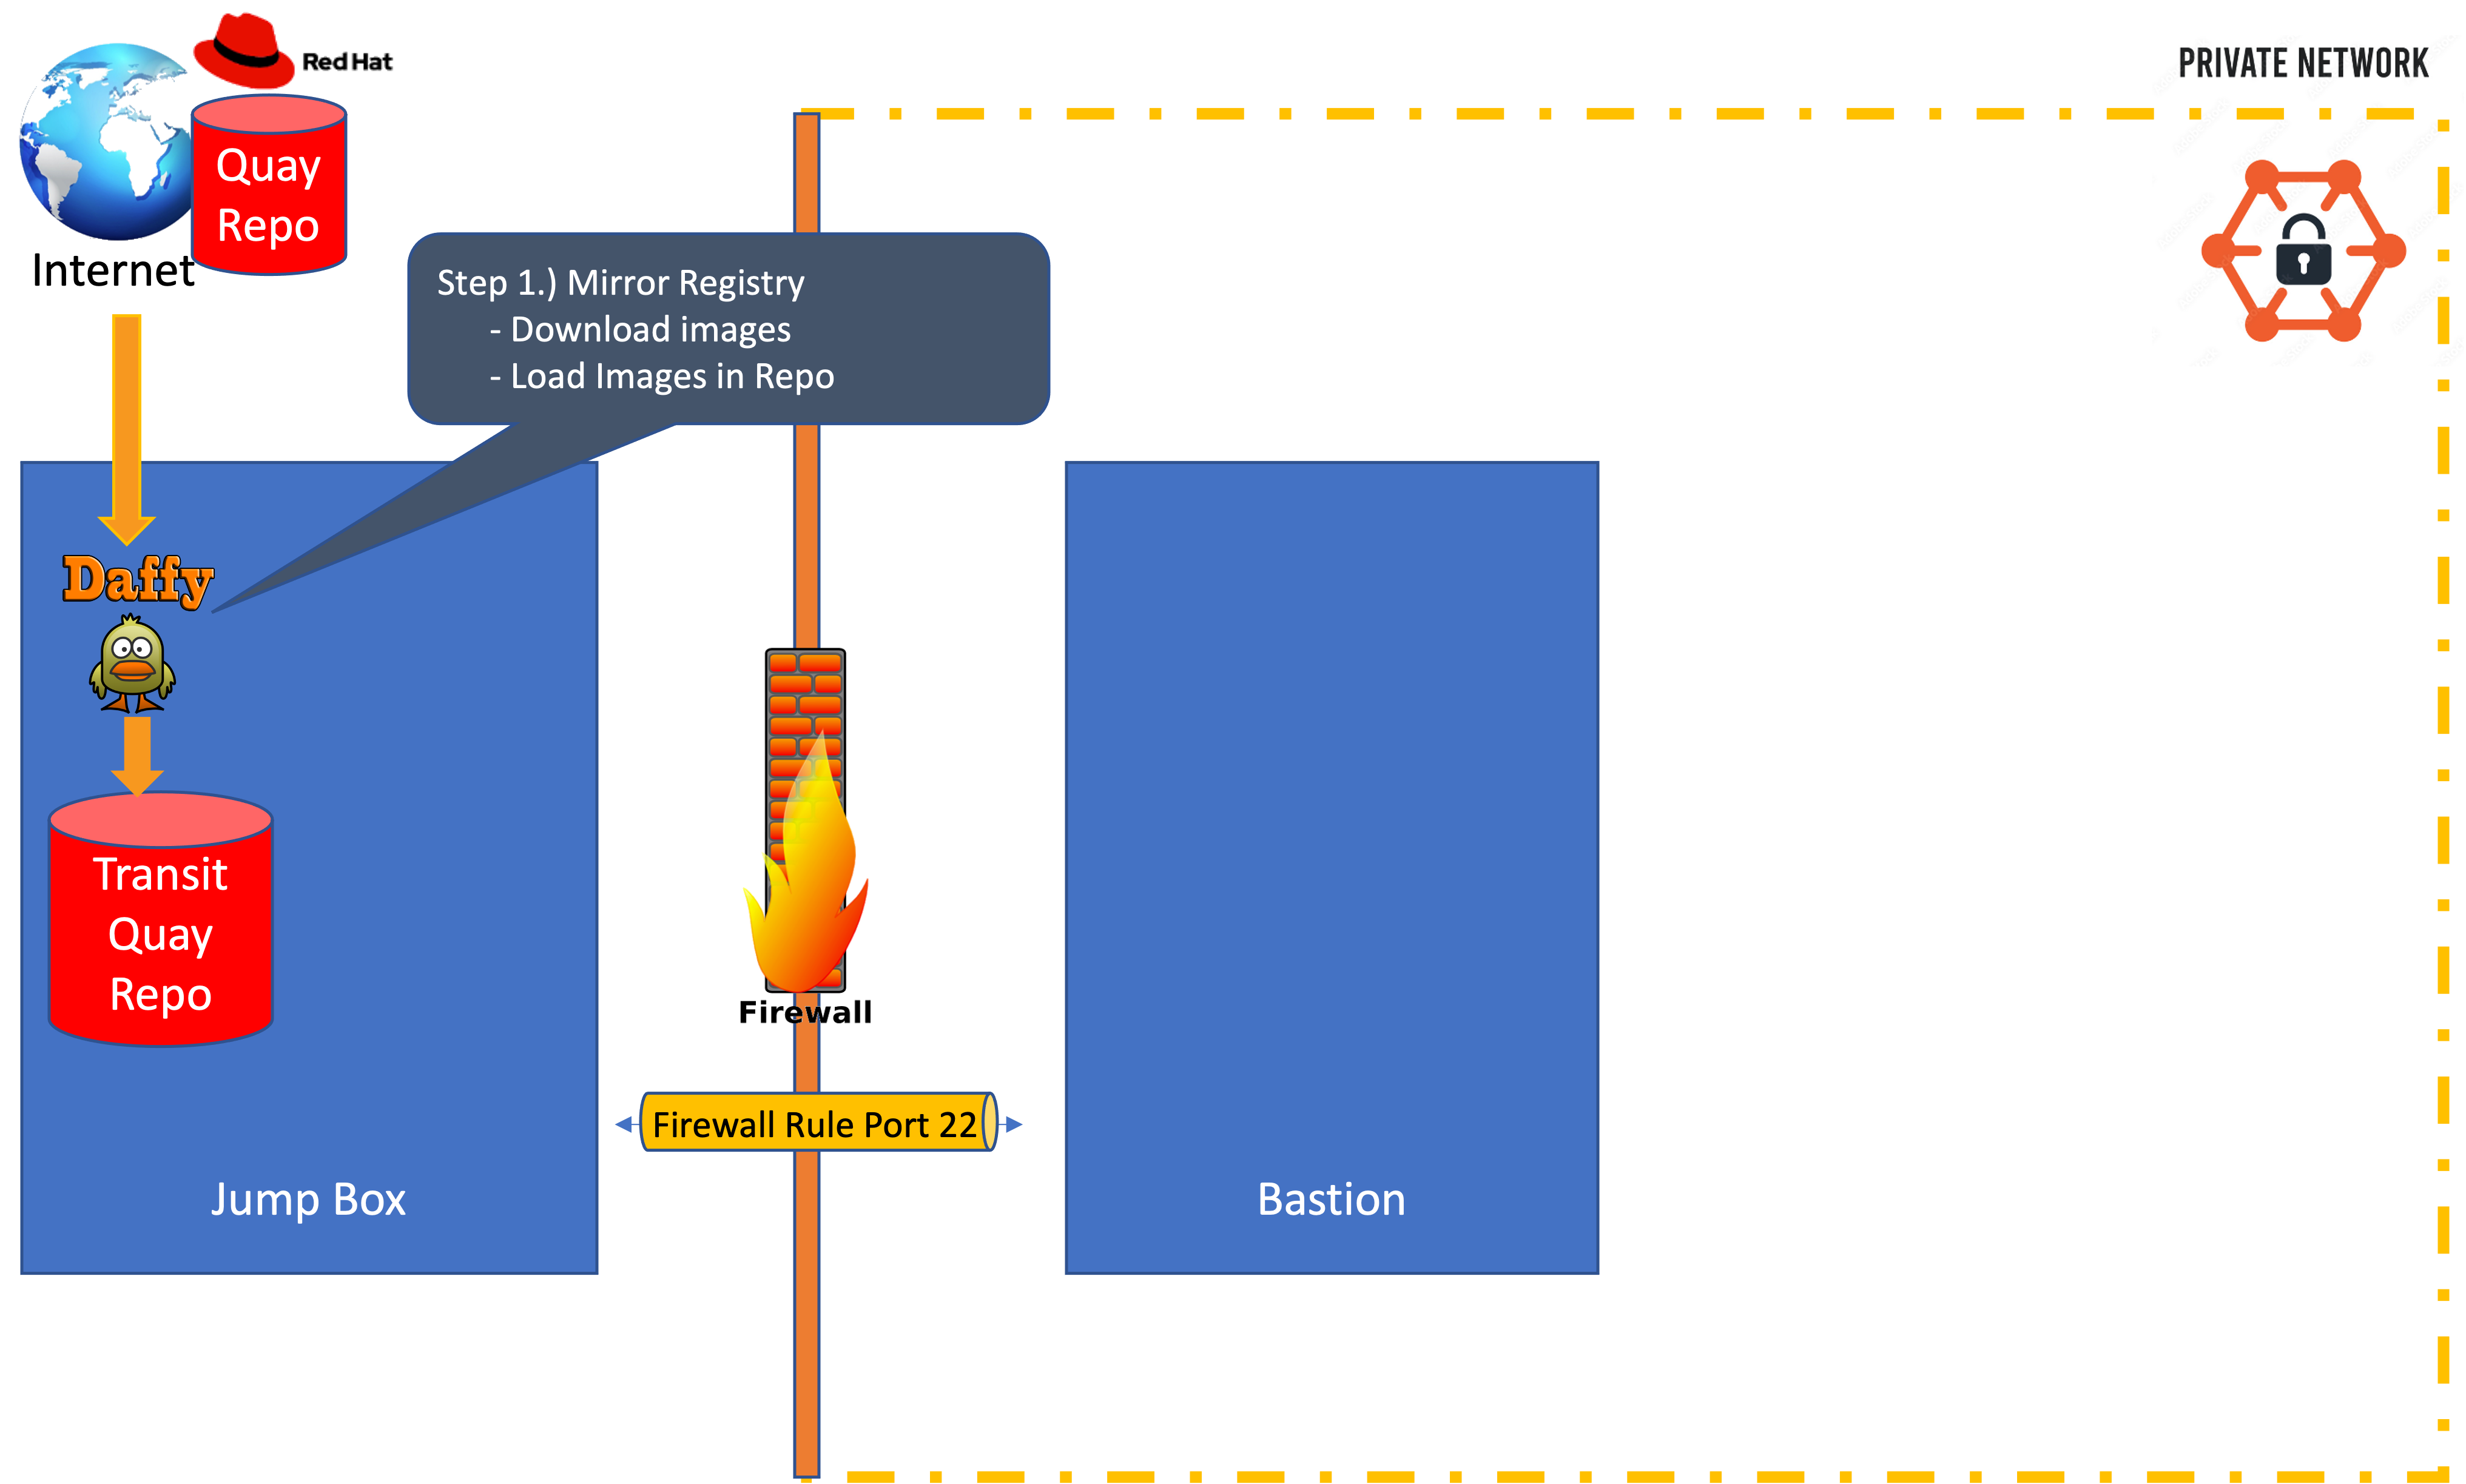 Red Hat
PRIVATE NETWORK
Quay
Repo
Internet
Step 1.) Mirror Registry
- Download images
- Load Images in Repo
Daffy
Transit
Quay
Repo
Firewall
Firewall Rule Port 22
Jump Box
Bastion